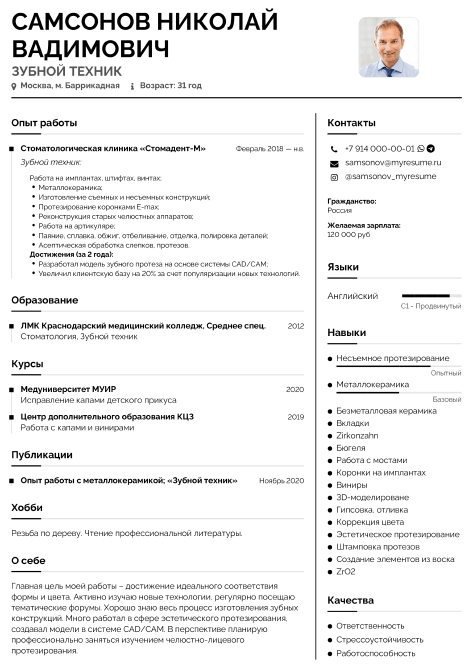 САМСОНОВ НИКОЛАЙ
ВАДИМОВИЧ
ЗУБНОЙ ТЕХНИК
Москва, м. Баррикадная Возраст: 31 год
Опыт работы
Стоматологическая клиника «Стомадент-М» Февраль 2018 — н.в.
Зубной техник:
Работа на имплантах, штифтах, винтах:
Металлокерамика;
Изготовление съемных и несъемных конструкций;
Протезирование коронками E-max;
Реконструкция старых челюстных аппаратов;
Работа на артикуляре;
Паяние, сплавка, обжиг, отбеливание, отделка, полировка деталей;
Асептическая обработка слепков, протезов.
Достижения (за 2 года):
Разработал модель зубного протеза на основе системы CAD/CAM;
Увеличил клиентскую базу на 20% за счет популяризации новых технологий.
Образование
ЛМК Краснодарский медицинский колледж, Среднее спец. 2012
Стоматология, Зубной техник
Курсы
Медуниверситет МУИР 2020
Исправление капами детского прикуса
Центр дополнительного образования КЦЗ 2019
Работа с капами и винирами
Публикации
Опыт работы с металлокерамикой; «Зубной техник» Ноябрь 2020
Хобби
Резьба по дереву. Чтение профессиональной литературы.
О себе
Главная цель моей работы – достижение идеального соответствия
формы и цвета. Активно изучаю новые технологии, регулярно посещаю
тематические форумы. Хорошо знаю весь процесс изготовления зубных
конструкций. Много работал в сфере эстетического протезирования,
создавал модели в системе CAD/CAM. В перспективе планирую
профессионально заняться изучением челюстно-лицевого
протезирования.
Контакты
+7 914 000-00-01
samsonov@myresume.ru
@samsonov_myresume
Гражданство:
Россия
Желаемая зарплата:
120 000 руб
Языки
Английский
C1 - Продвинутый
Навыки
Несъемное протезирование
Опытный
Металлокерамика
Базовый
Безметалловая керамика
Вкладки
Zirkonzahn
Бюгеля
Работа с мостами
Коронки на имплантах
Виниры
3D-моделироване
Гипсовка, отливка
Коррекция цвета
Эстетическое протезирование
Штамповка протезов
Создание элементов из воска
ZrO2
Качества
Ответственность
Стрессоустойчивость
Работоспособность